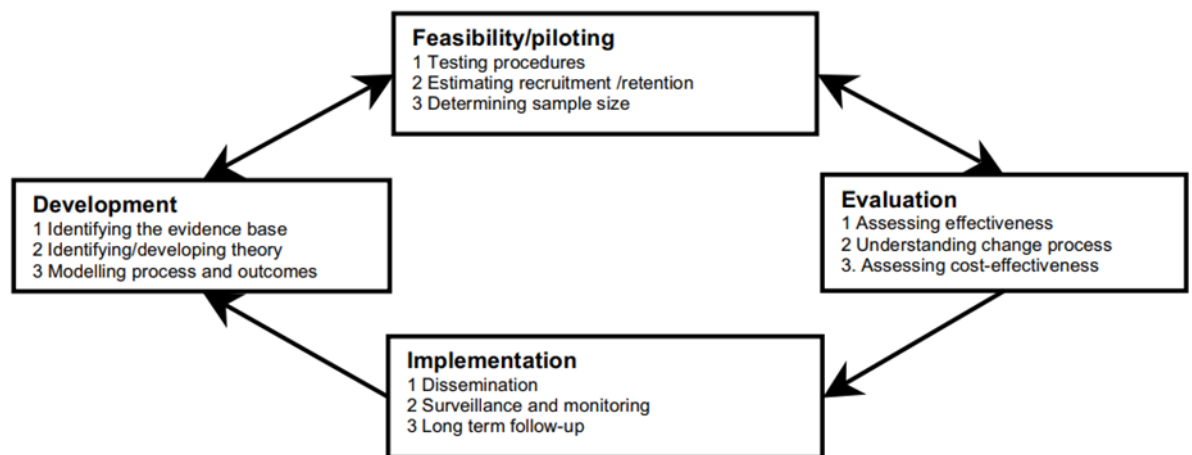 Feasibility/piloting
1 Testing procedures
2 Estimating recruitment /retention
3 Determining sample size
Development
1 Identifying the evidence base
2 Identifying/developing theory
3 Modelling process and outcomes
Evaluation
1 Assessing effectiveness
2 Understanding change process
3. Assessing cost-effectiveness
Implementation
1 Dissemination
2 Surveillance and monitoring
3 Long term follow-up